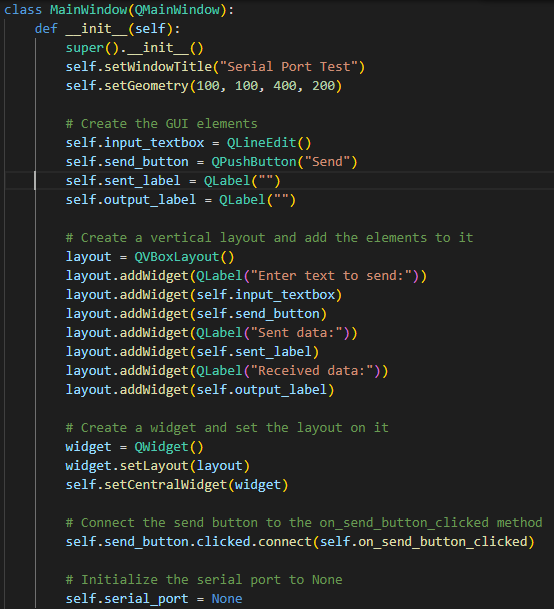 class MainWindow(QMainWindow):
    def __init__(self):
        super().__init__()
        self.setWindowTitle("Serial Port Test")
        self.setGeometry(100, 100, 400, 200)

        # Create the GUI elements
        self.input_textbox = QLineEdit()
        self.send_button = QPushButton("Send")
        self.sent_label = QLabel("")
        self.output_label = QLabel("")

        # Create a vertical layout and add the elements to it
        layout = QVBoxLayout()
        layout.addWidget(QLabel("Enter text to send:"))
        layout.addWidget(self.input_textbox)
        layout.addWidget(self.send_button)
        layout.addWidget(QLabel("Sent data:"))
        layout.addWidget(self.sent_label)
        layout.addWidget(QLabel("Received data:"))
        layout.addWidget(self.output_label)

        # Create a widget and set the layout on it
        widget = QWidget()
        widget.setLayout(layout)
        self.setCentralWidget(widget)

        # Connect the send button to the on_send_button_clicked method
        self.send_button.clicked.connect(self.on_send_button_clicked)

        # Initialize the serial port to None
        self.serial_port = None